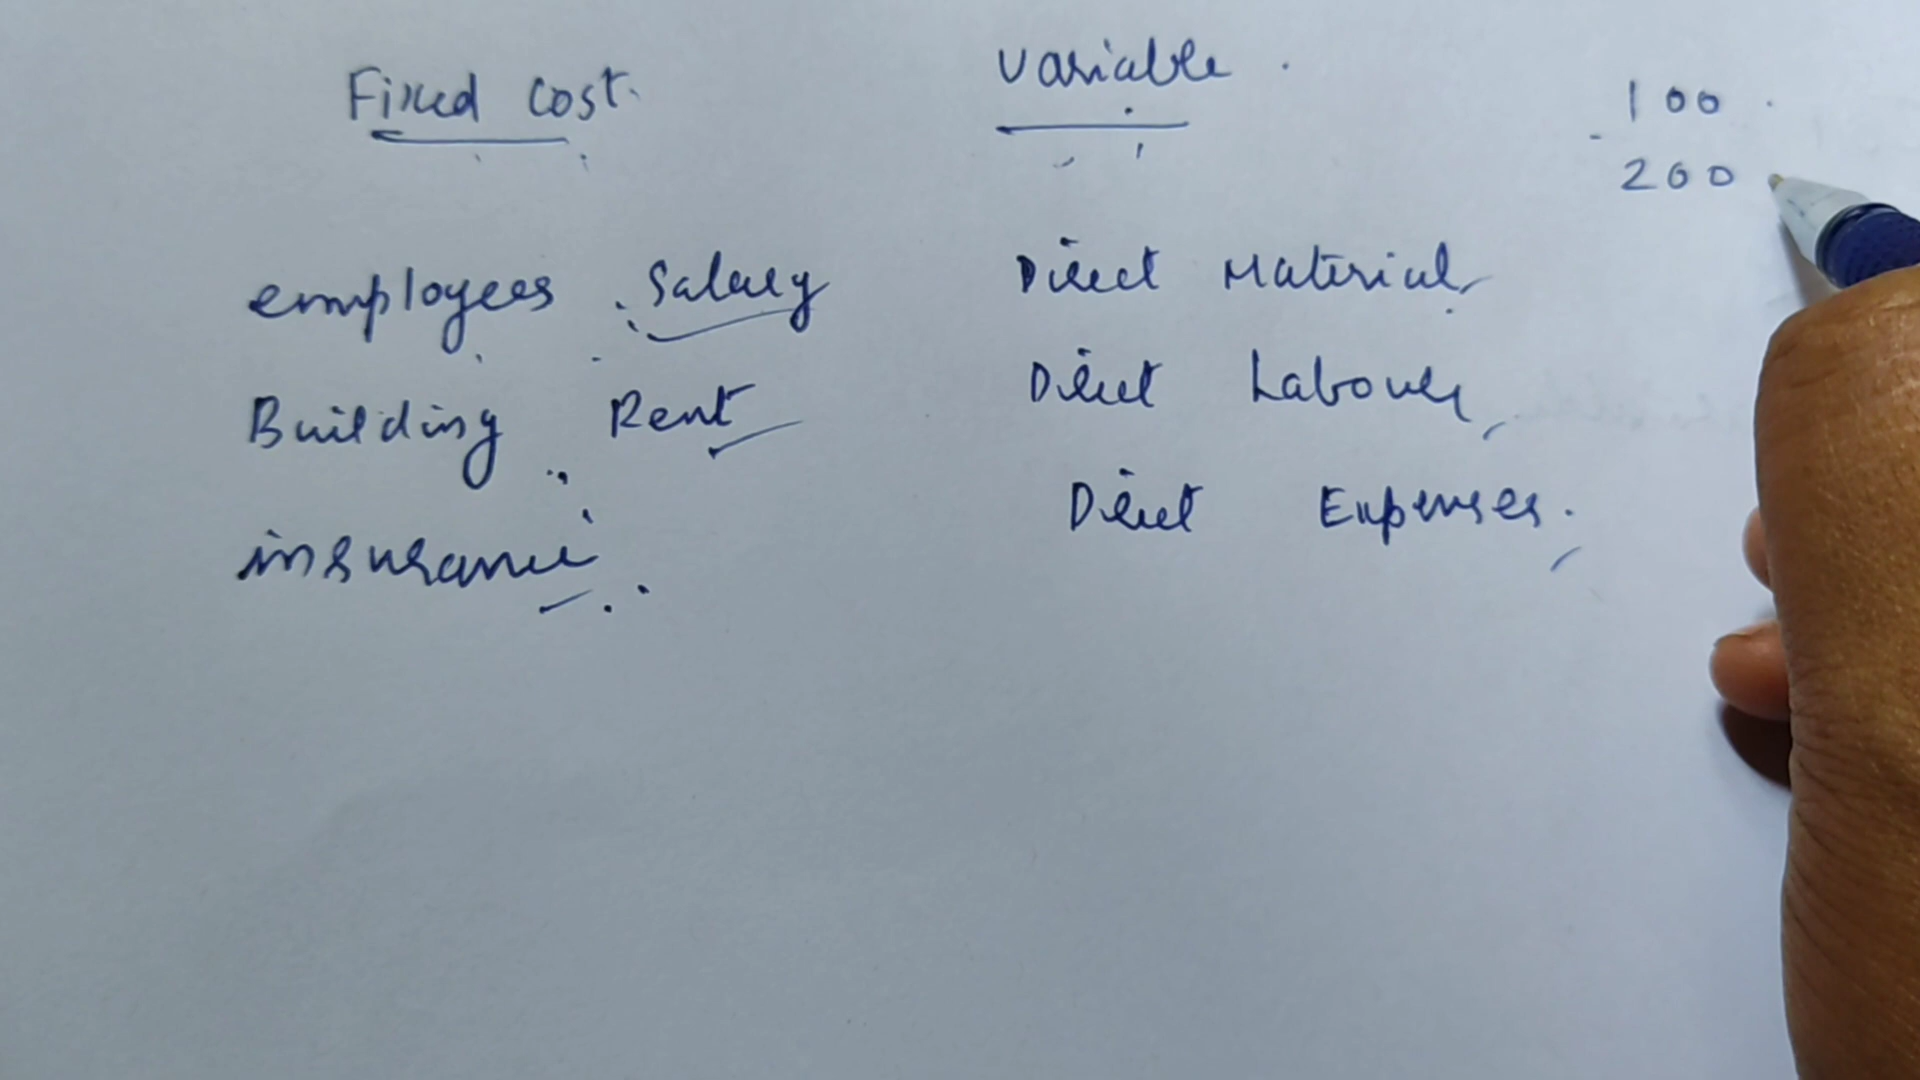 Fixed cost.
variable.
100
200
employees Salary
Direct Material
Building Rent
Direct Labour
insurance
Direct Expenses.